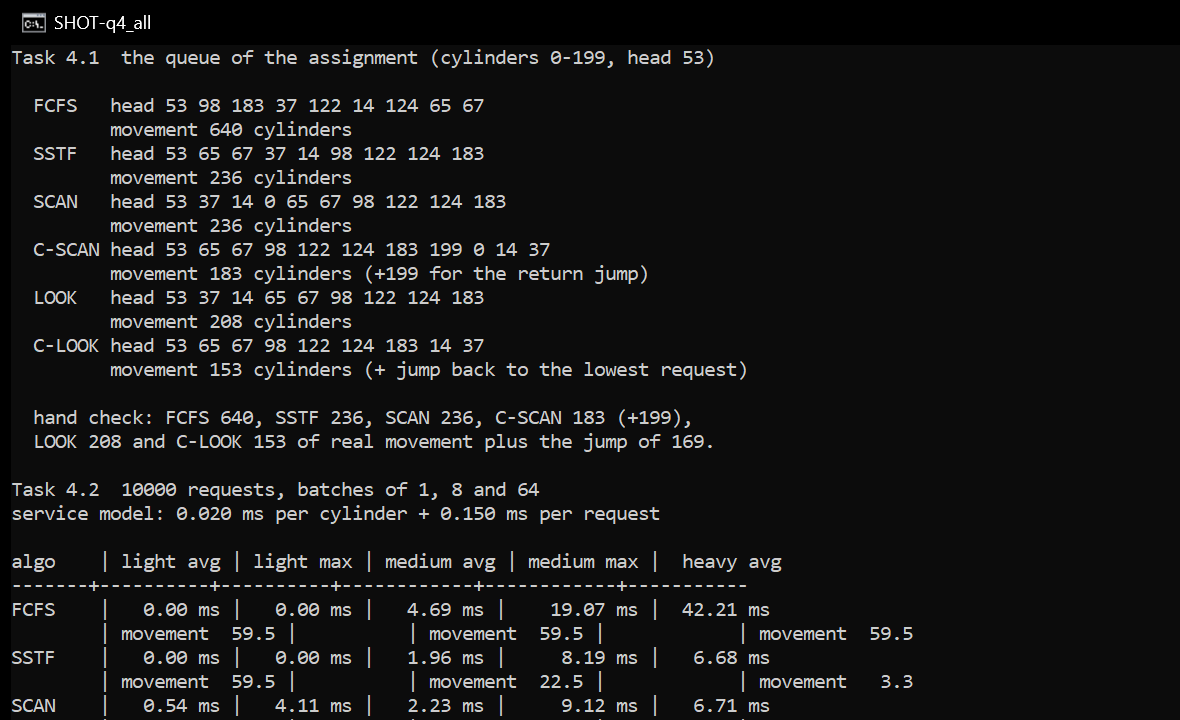 SHOT-q4_all
Task 4.1  the queue of the assignment (cylinders 0-199, head 53)
  FCFS   head 53 98 183 37 122 14 124 65 67
         movement 640 cylinders
  SSTF   head 53 65 67 37 14 98 122 124 183
         movement 236 cylinders
  SCAN   head 53 37 14 0 65 67 98 122 124 183
         movement 236 cylinders
  C-SCAN head 53 65 67 98 122 124 183 199 0 14 37
         movement 183 cylinders (+199 for the return jump)
  LOOK   head 53 37 14 65 67 98 122 124 183
         movement 208 cylinders
  C-LOOK head 53 65 67 98 122 124 183 14 37
         movement 153 cylinders (+ jump back to the lowest request)
  hand check: FCFS 640, SSTF 236, SCAN 236, C-SCAN 183 (+199),
  LOOK 208 and C-LOOK 153 of real movement plus the jump of 169.
Task 4.2  10000 requests, batches of 1, 8 and 64
service model: 0.020 ms per cylinder + 0.150 ms per request
algo    | light avg | light max | medium avg | medium max |  heavy avg
-------+----------+----------+------------+------------+-----------
FCFS    |   0.00 ms |   0.00 ms |   4.69 ms |    19.07 ms |  42.21 ms
        | movement  59.5 |          | movement  59.5 |            | movement  59.5
SSTF    |   0.00 ms |   0.00 ms |   1.96 ms |     8.19 ms |   6.68 ms
        | movement  59.5 |          | movement  22.5 |            | movement   3.3
SCAN    |   0.54 ms |   4.11 ms |   2.23 ms |     9.12 ms |   6.71 ms